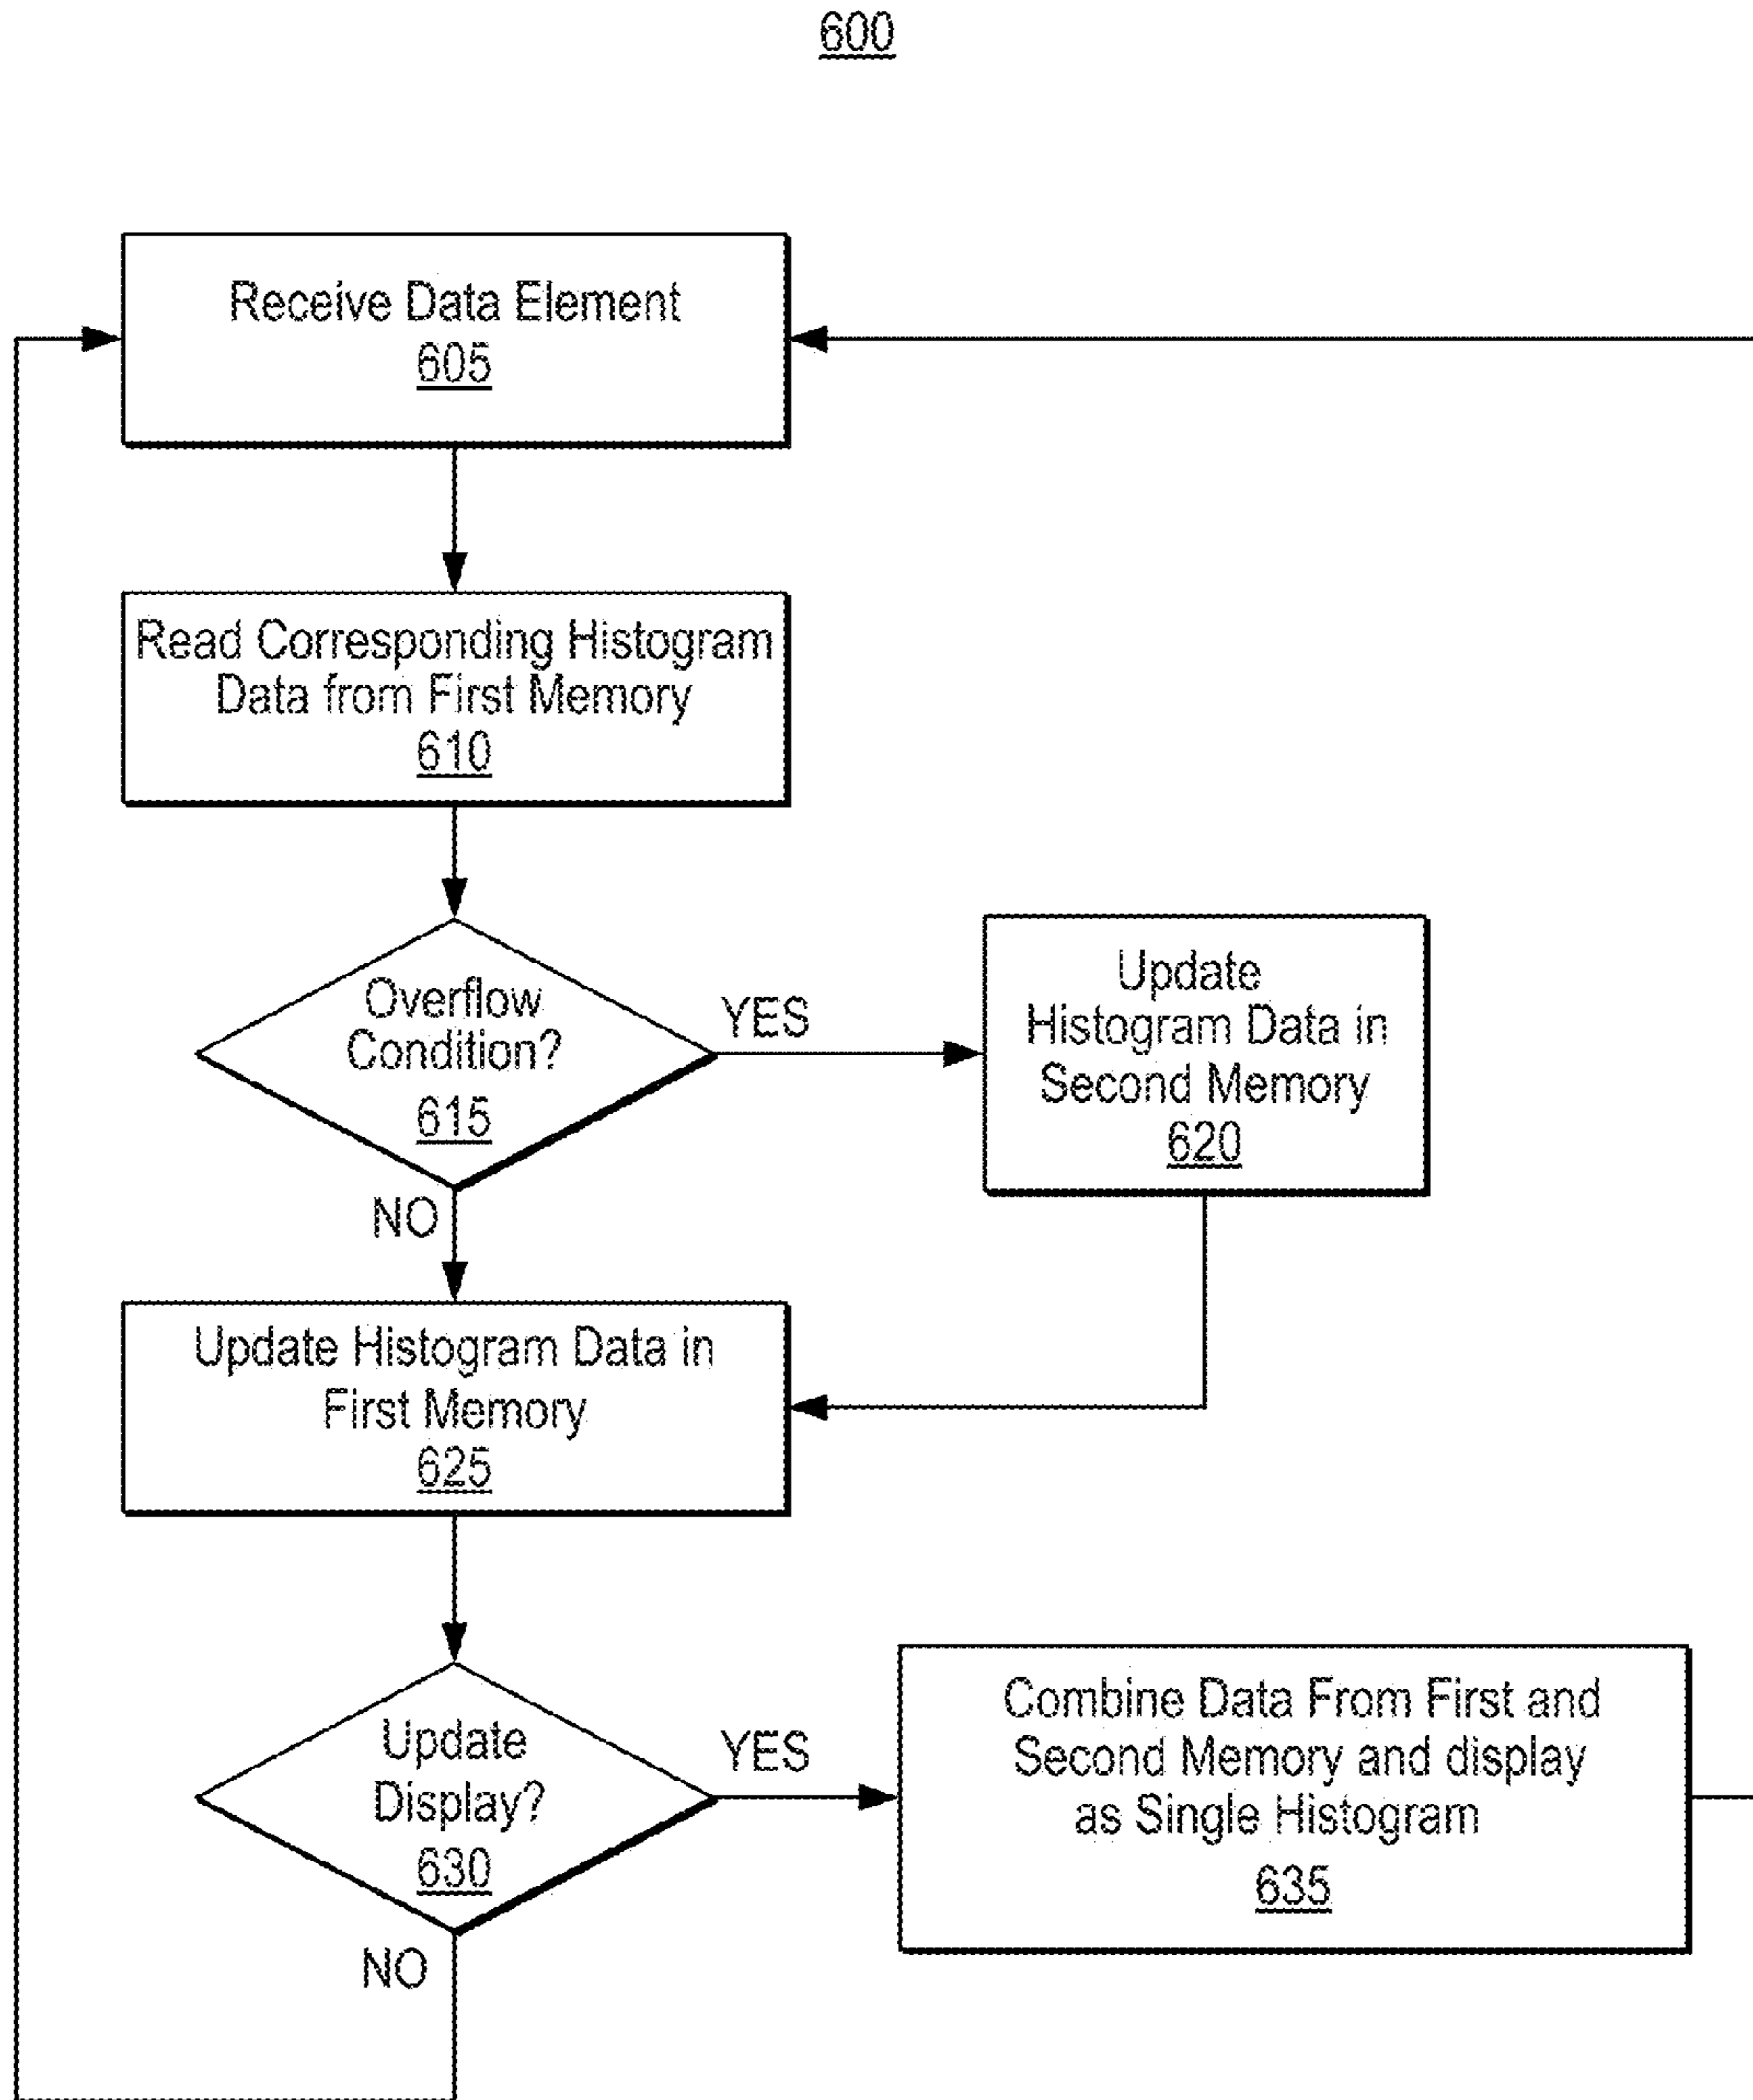 600
Receive Data Element
605
Read Corresponding Histogram
Data from First Memory
610
Overflow
Condition?
615
YES
Update
Histogram Data in
Second Memory
620
NO
Update Histogram Data in
First Memory
625
Update
Display?
630
YES
Combine Data From First and
Second Memory and display
as Single Histogram
635
NO